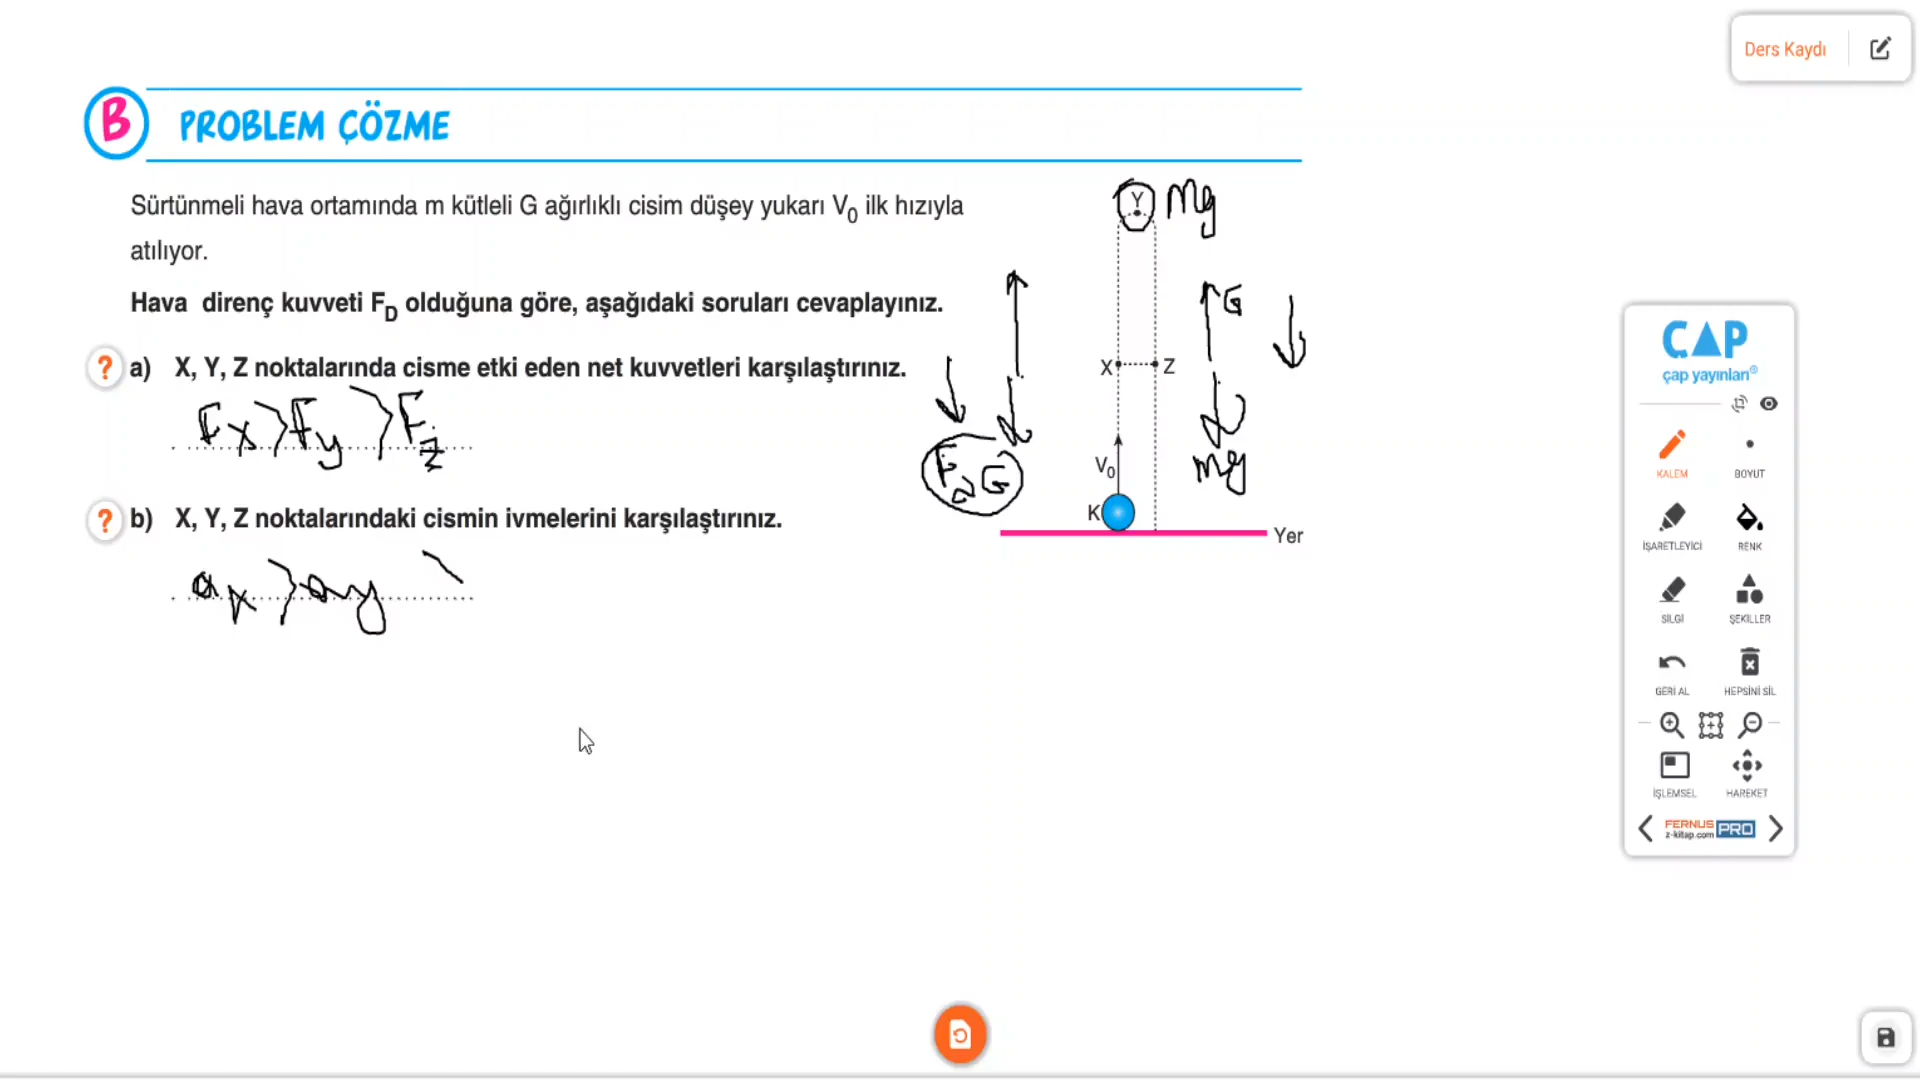 Ders Kaydı
B PROBLEM ÇÖZME
Sürtünmeli hava ortamında m kütleli G ağırlıklı cisim düşey yukarı V0 ilk hızıyla
atılıyor.
Hava direnç kuvveti FD olduğuna göre, aşağıdaki soruları cevaplayınız.
? a) X, Y, Z noktalarında cisme etki eden net kuvvetleri karşılaştırınız.
Fx > Fy > Fz
? b) X, Y, Z noktalarındaki cismin ivmelerini karşılaştırınız.
ax > ay
Y mg
G
X Z
V0
mg
G
K
Yer
ÇAP
çap yayınları®
KALEM BOYUT
İŞARETLEYİCİ RENK
SİLGİ ŞEKİLLER
GERİ AL HEPSİNİ SİL
İŞLEMSEL HAREKET
FERNUS PRO
z-kitap.com